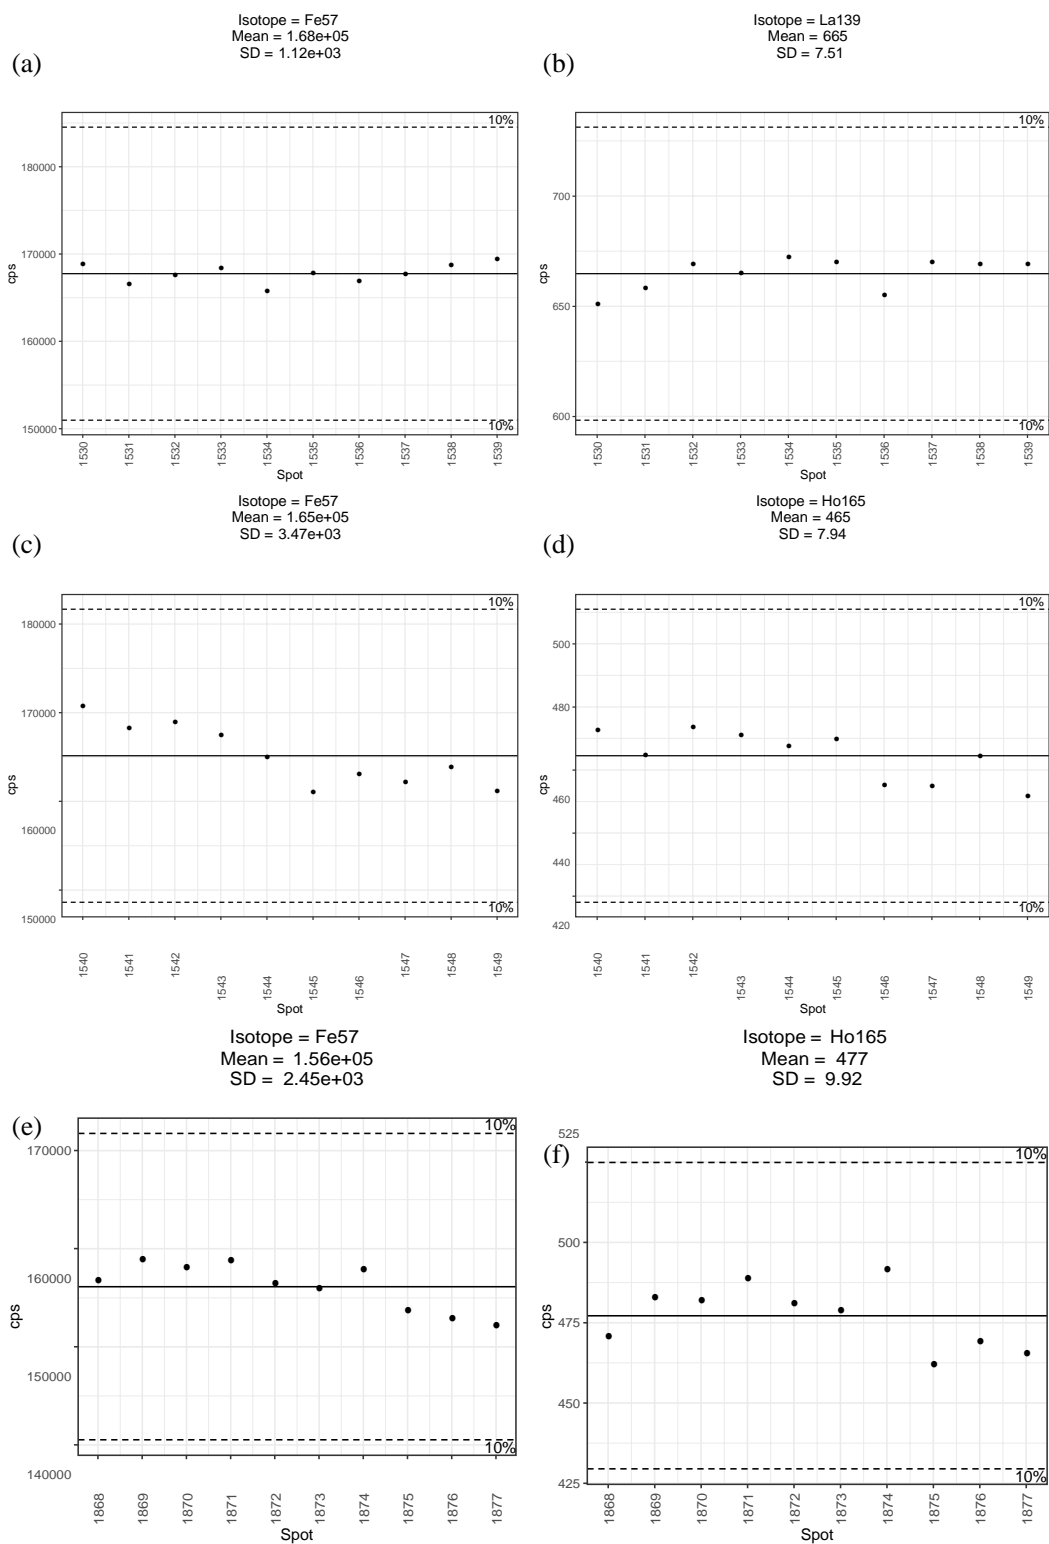 Isotope = Fe57
Mean = 1.68e+05
SD = 1.12e+03
(a)
10%
180000
170000
160000
150000
10%
cps
1530 1531 1532 1533 1534 1535 1536 1537 1538 1539
Spot
Isotope = La139
Mean = 665
SD = 7.51
(b)
10%
700
650
600
10%
cps
1530 1531 1532 1533 1534 1535 1536 1537 1538 1539
Spot
Isotope = Fe57
Mean = 1.65e+05
SD = 3.47e+03
(c)
10%
180000
170000
160000
150000
10%
cps
1540 1541 1542 1543 1544 1545 1546 1547 1548 1549
Spot
Isotope = Ho165
Mean = 465
SD = 7.94
(d)
10%
500
480
460
440
420
10%
cps
1540 1541 1542 1543 1544 1545 1546 1547 1548 1549
Spot
Isotope = Fe57
Mean = 1.56e+05
SD = 2.45e+03
(e)
10%
170000
160000
150000
140000
10%
cps
1868 1869 1870 1871 1872 1873 1874 1875 1876 1877
Spot
Isotope = Ho165
Mean = 477
SD = 9.92
(f)
525
10%
500
475
450
425
10%
cps
1868 1869 1870 1871 1872 1873 1874 1875 1876 1877
Spot